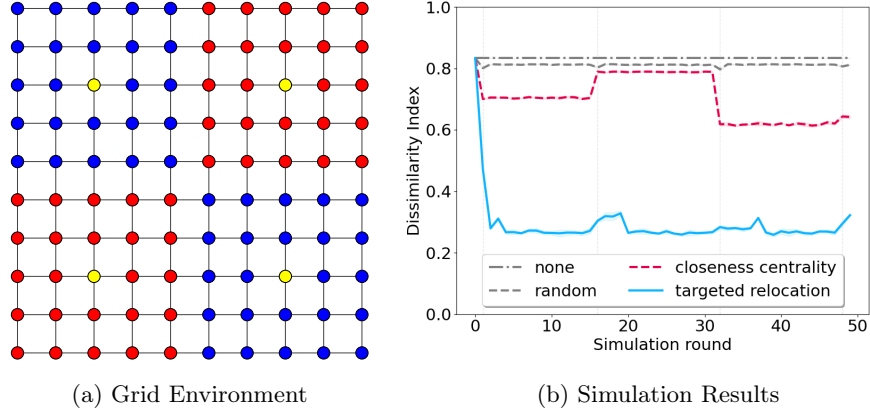 1.0
0.8
0.6
0.4
0.2
0.0
Dissimilarity Index
none
random
closeness centrality
targeted relocation
0 10 20 30 40 50
Simulation round
(a) Grid Environment
(b) Simulation Results